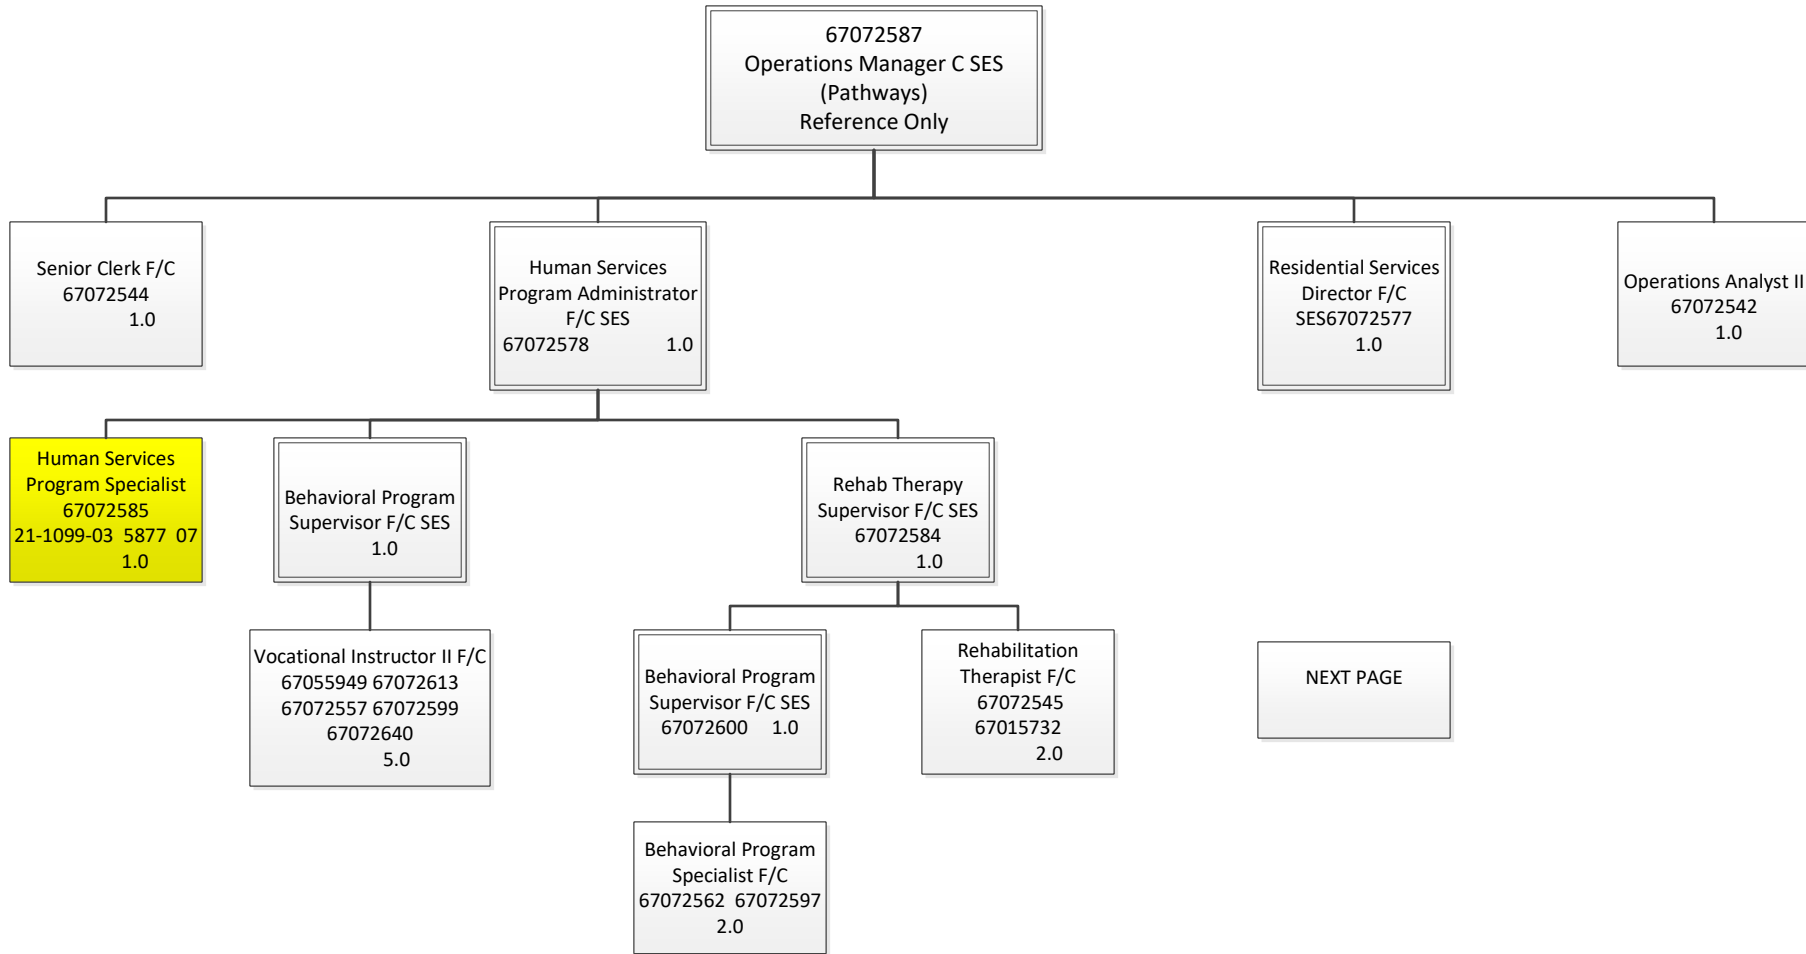 67072587
Operations Manager C SES
(Pathways)
Reference Only
Senior Clerk F/C
67072544
1.0
Human Services
Program Administrator
F/C SES
67072578 1.0
Residential Services
Director F/C
SES67072577
1.0
Operations Analyst II
67072542
1.0
Human Services
Program Specialist
67072585
21-1099-03 5877 07
1.0
Behavioral Program
Supervisor F/C SES
1.0
Rehab Therapy
Supervisor F/C SES
67072584
1.0
Vocational Instructor II F/C
67055949 67072613
67072557 67072599
67072640
5.0
Behavioral Program
Supervisor F/C SES
67072600 1.0
Rehabilitation
Therapist F/C
67072545
67015732
2.0
NEXT PAGE
Behavioral Program
Specialist F/C
67072562 67072597
2.0